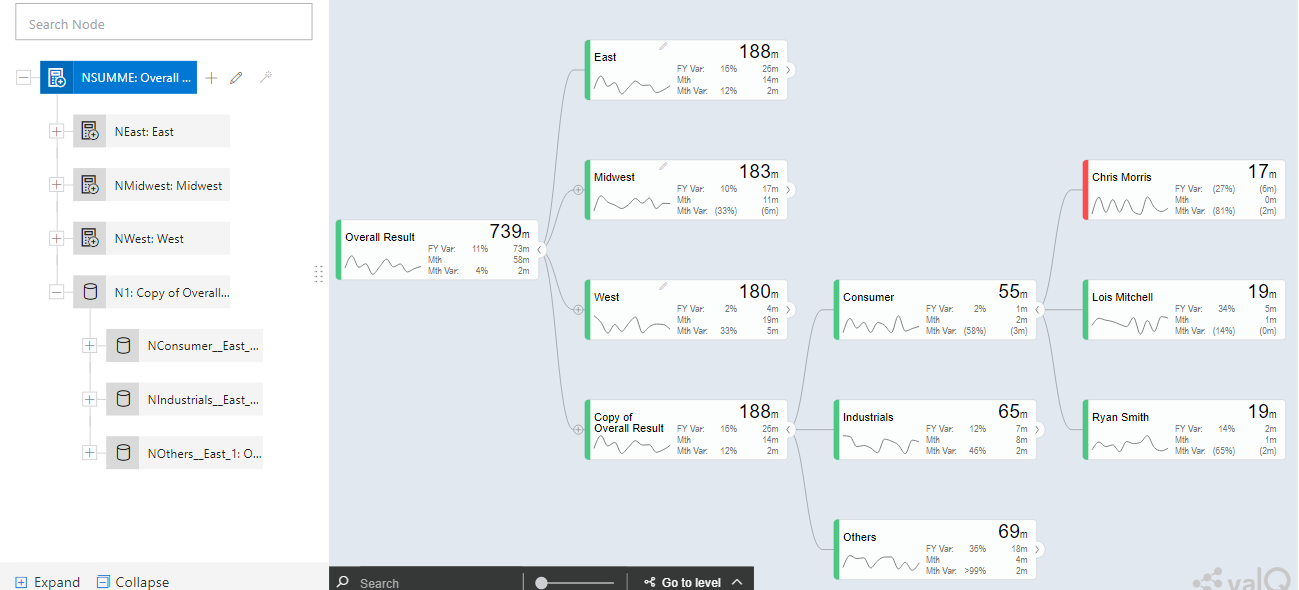 Search Node
NSUMME: Overall ...
NEast: East
NMidwest: Midwest
NWest: West
N1: Copy of Overall...
NConsumer__East_...
NIndustrials__East_...
NOthers__East_1: O...
Expand Collapse
Overall Result 739m
FY Var: 11% 73m
Mth 58m
Mth Var: 4% 2m
East 188m
FY Var: 16% 26m
Mth 14m
Mth Var: 12% 2m
Midwest 183m
FY Var: 10% 17m
Mth 11m
Mth Var: (33%) (6m)
West 180m
FY Var: 2% 4m
Mth 19m
Mth Var: 33% 5m
Copy of
Overall Result 188m
FY Var: 16% 26m
Mth 14m
Mth Var: 12% 2m
Consumer 55m
FY Var: 2% 1m
Mth 2m
Mth Var: (58%) (3m)
Industrials 65m
FY Var: 12% 7m
Mth 8m
Mth Var: 46% 2m
Others 69m
FY Var: 36% 18m
Mth 4m
Mth Var: >99% 2m
Chris Morris 17m
FY Var: (27%) (6m)
Mth 0m
Mth Var: (81%) (2m)
Lois Mitchell 19m
FY Var: 34% 5m
Mth 1m
Mth Var: (14%) (0m)
Ryan Smith 19m
FY Var: 14% 2m
Mth 1m
Mth Var: (65%) (2m)
Search Go to level
valQ